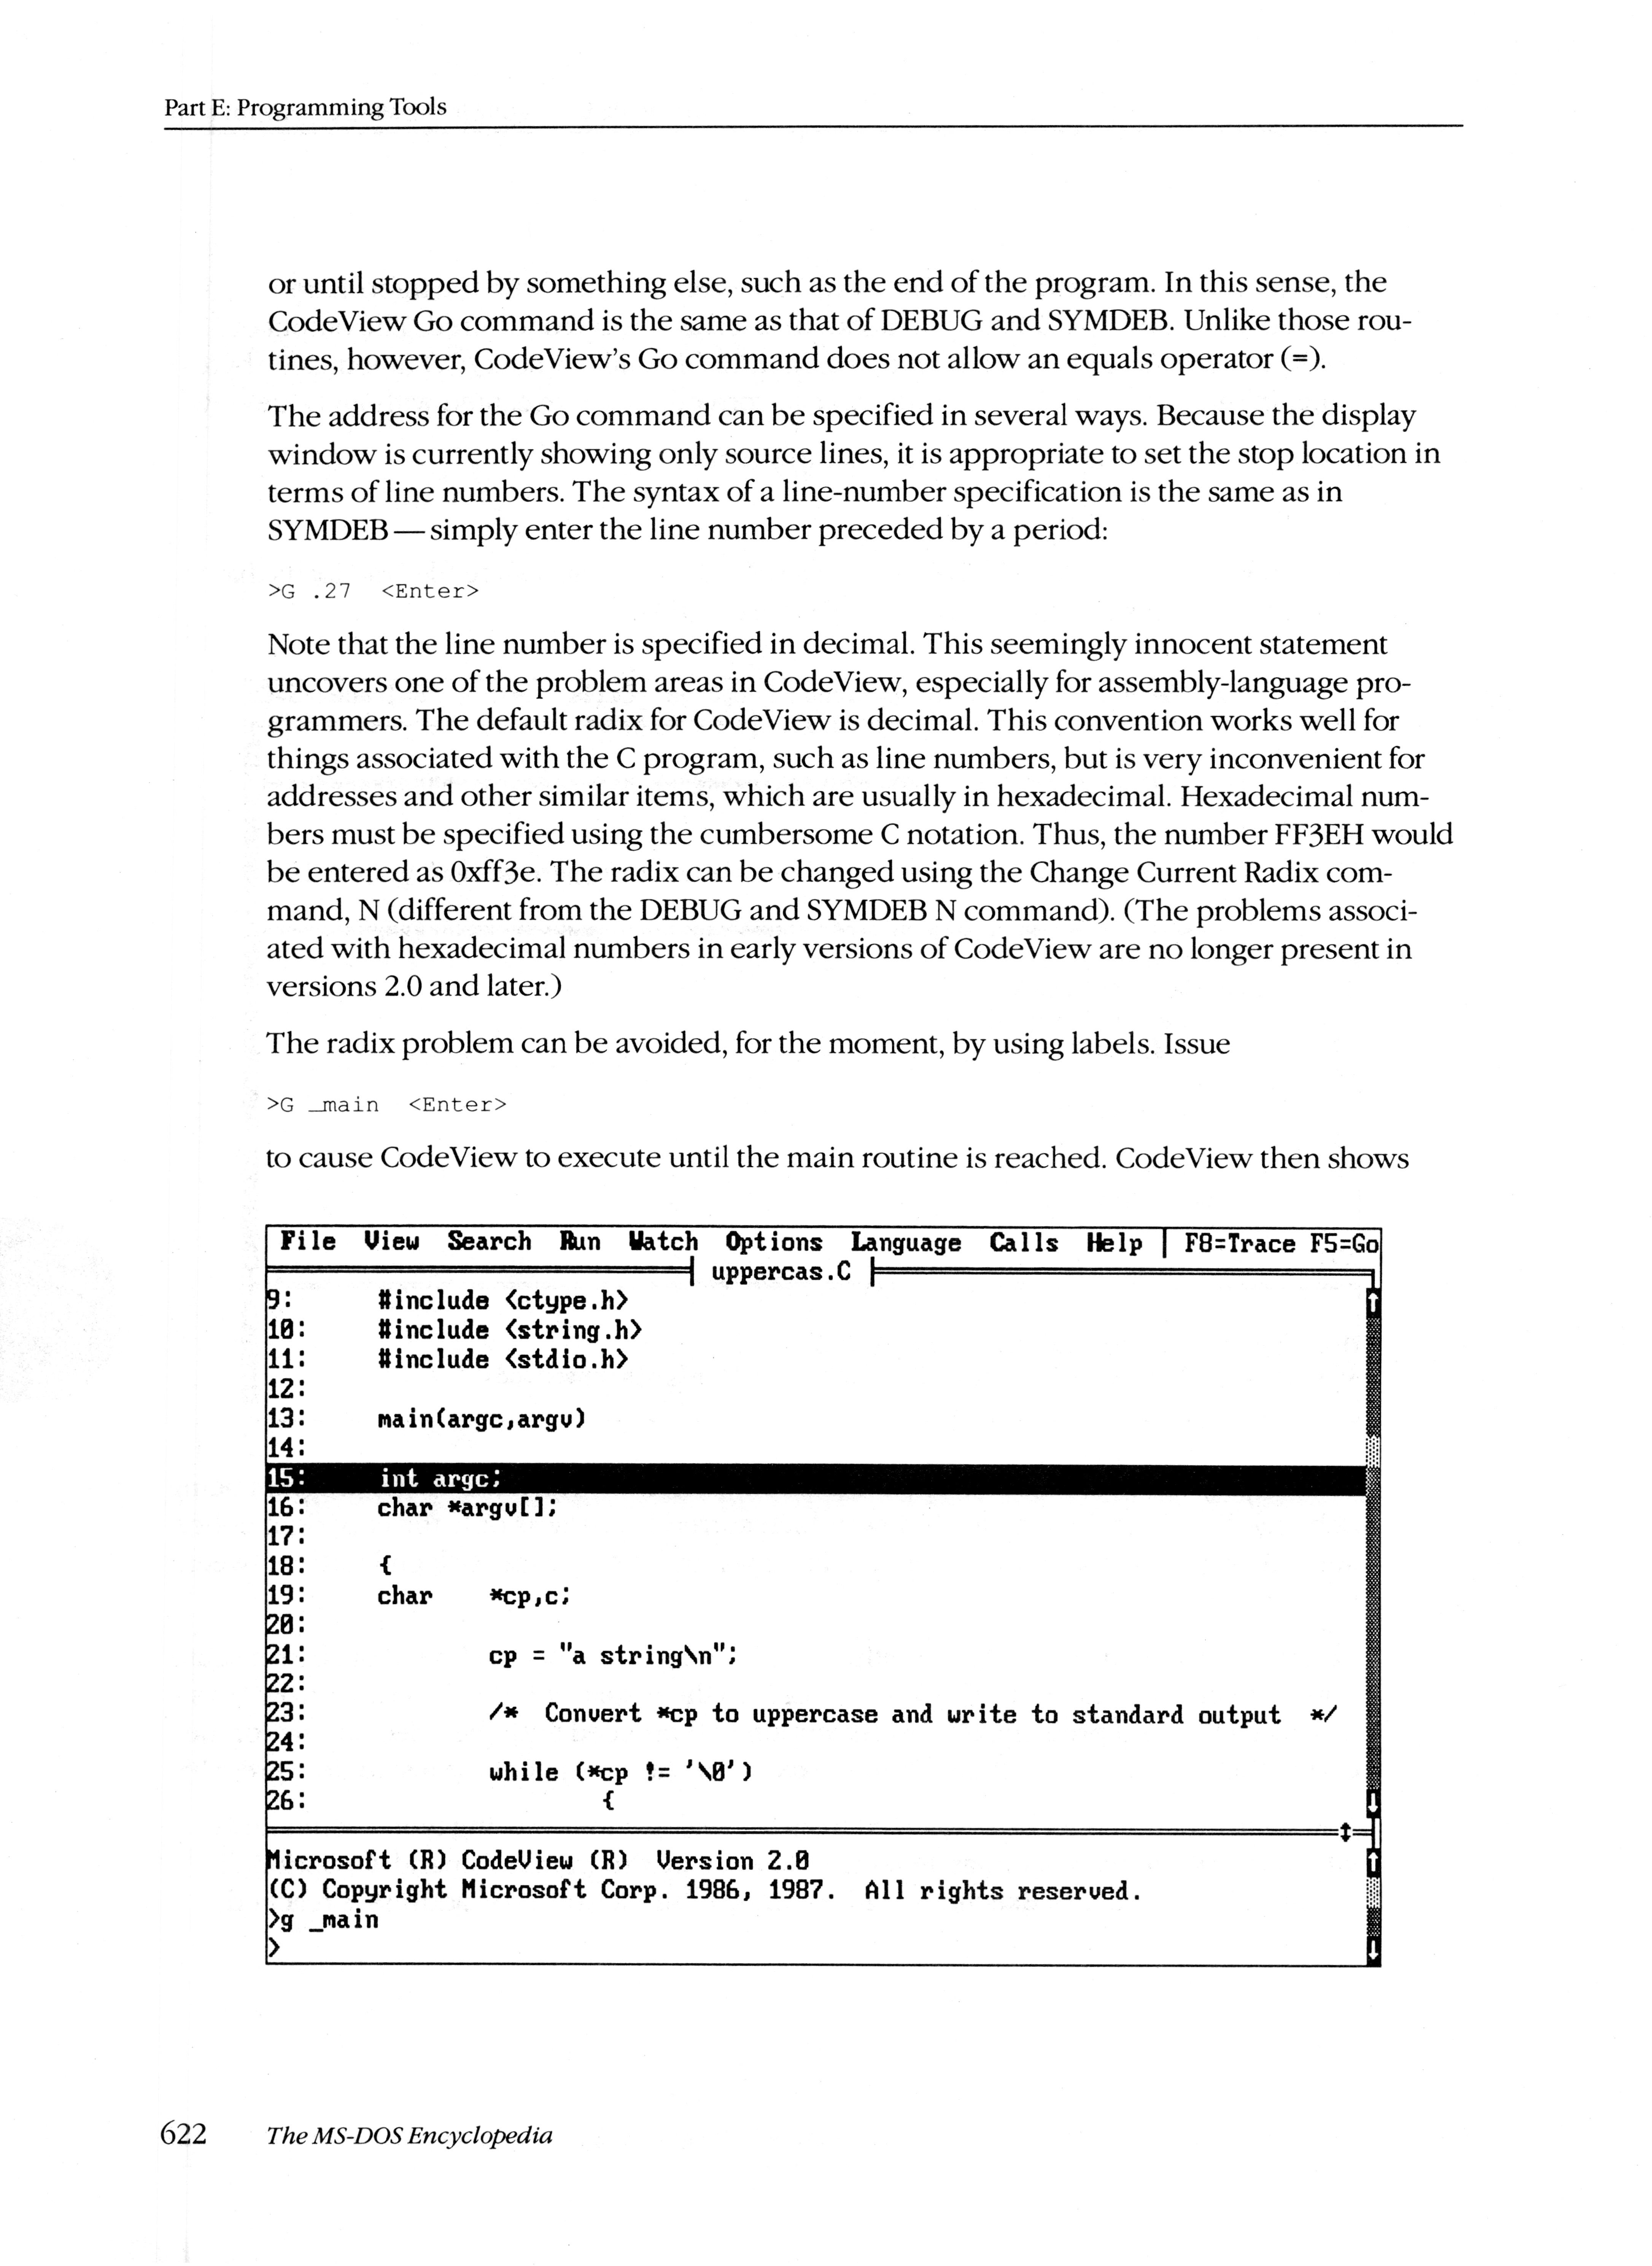 Part E: Programming Tools
or until stopped by something else, such as the end of the program. In this sense, the
CodeView Go command is the same as that of DEBUG and SYMDEB. Unlike those rou-
tines, however, CodeView's Go command does not allow an equals operator (=).
The address for the Go command can be specified in several ways. Because the display
window is currently showing only source lines, it is appropriate to set the stop location in
terms of line numbers. The syntax of a line-number specification is the same as in
SYMDEB — simply enter the line number preceded by a period:
>G .27 <Enter>
Note that the line number is specified in decimal. This seemingly innocent statement
uncovers one of the problem areas in CodeView, especially for assembly-language pro-
grammers. The default radix for CodeView is decimal. This convention works well for
things associated with the C program, such as line numbers, but is very inconvenient for
addresses and other similar items, which are usually in hexadecimal. Hexadecimal num-
bers must be specified using the cumbersome C notation. Thus, the number FF3EH would
be entered as 0xff3e. The radix can be changed using the Change Current Radix com-
mand, N (different from the DEBUG and SYMDEB N command). (The problems associ-
ated with hexadecimal numbers in early versions of CodeView are no longer present in
versions 2.0 and later.)
The radix problem can be avoided, for the moment, by using labels. Issue
>G _main <Enter>
to cause CodeView to execute until the main routine is reached. CodeView then shows
File View Search Run Watch Options Language Calls Help | F8=Trace F5=Go
uppercas.C
9: #include <ctype.h>
10: #include <string.h>
11: #include <stdio.h>
12:
13: main(argc,argv)
14:
15: int argc;
16: char *argv[];
17:
18: {
19: char *cp,c;
20:
21: cp = "a string\n";
22:
23: /* Convert *cp to uppercase and write to standard output */
24:
25: while (*cp != '\0')
26: {
Microsoft (R) CodeView (R) Version 2.0
(C) Copyright Microsoft Corp. 1986, 1987. All rights reserved.
>g _main
>
622 The MS-DOS Encyclopedia